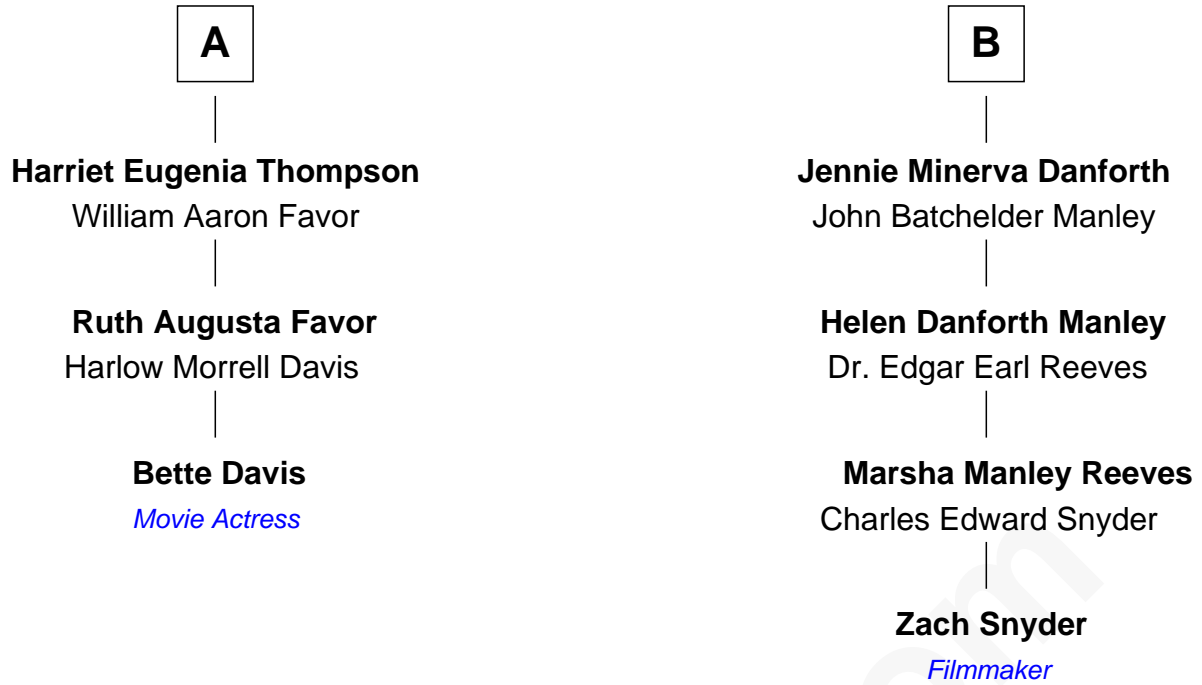 A
Harriet Eugenia Thompson
William Aaron Favor
Ruth Augusta Favor
Harlow Morrell Davis
Bette Davis
Movie Actress
B
Jennie Minerva Danforth
John Batchelder Manley
Helen Danforth Manley
Dr. Edgar Earl Reeves
Marsha Manley Reeves
Charles Edward Snyder
Zach Snyder
Filmmaker